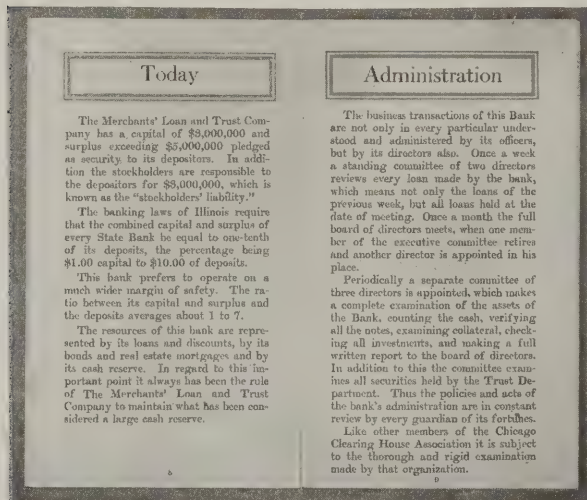 Today
The Merchants' Loan and Trust Com-
pany has a capital of $3,000,000 and
surplus exceeding $5,000,000 pledged
as security to its depositors. In addi-
tion the stockholders are responsible to
the depositors for $3,000,000, which is
known as the "stockholders' liability."
The banking laws of Illinois require
that the combined capital and surplus of
every State Bank be equal to one-tenth
of its deposits, the percentage being
$1.00 capital to $10.00 of deposits.
This bank prefers to operate on a
much wider margin of safety. The ra-
tio between its capital and surplus and
the deposits averages about 1 to 7.
The resources of this bank are repre-
sented by its loans and discounts, by its
bonds and real estate mortgages and by
its cash reserve. In regard to this im-
portant point it always has been the rule
of The Merchants' Loan and Trust
Company to maintain what has been con-
sidered a large cash reserve.
Administration
The business transactions of this Bank
are not only in every particular under-
stood and administered by its officers,
but by its directors also. Once a week
a standing committee of two directors
reviews every loan made by the bank,
which means not only the loans of the
previous week, but all loans held at the
date of meeting. Once a month the full
board of directors meets, when one mem-
ber of the executive committee retires
and another director is appointed in his
place.
Periodically a separate committee of
three directors is appointed, which makes
a complete examination of the assets of
the Bank, counting the cash, verifying
all the notes, examining collateral, check-
ing all investments, and making a full
written report to the board of directors.
In addition to this the committee exam-
ines all securities held by the Trust De-
partment. Thus the policies and acts of
the bank's administration are in constant
review by every guardian of its
Like other members of the Chicago
Clearing House Association it is subject
to the thorough and rigid examination
made by that organization.
9